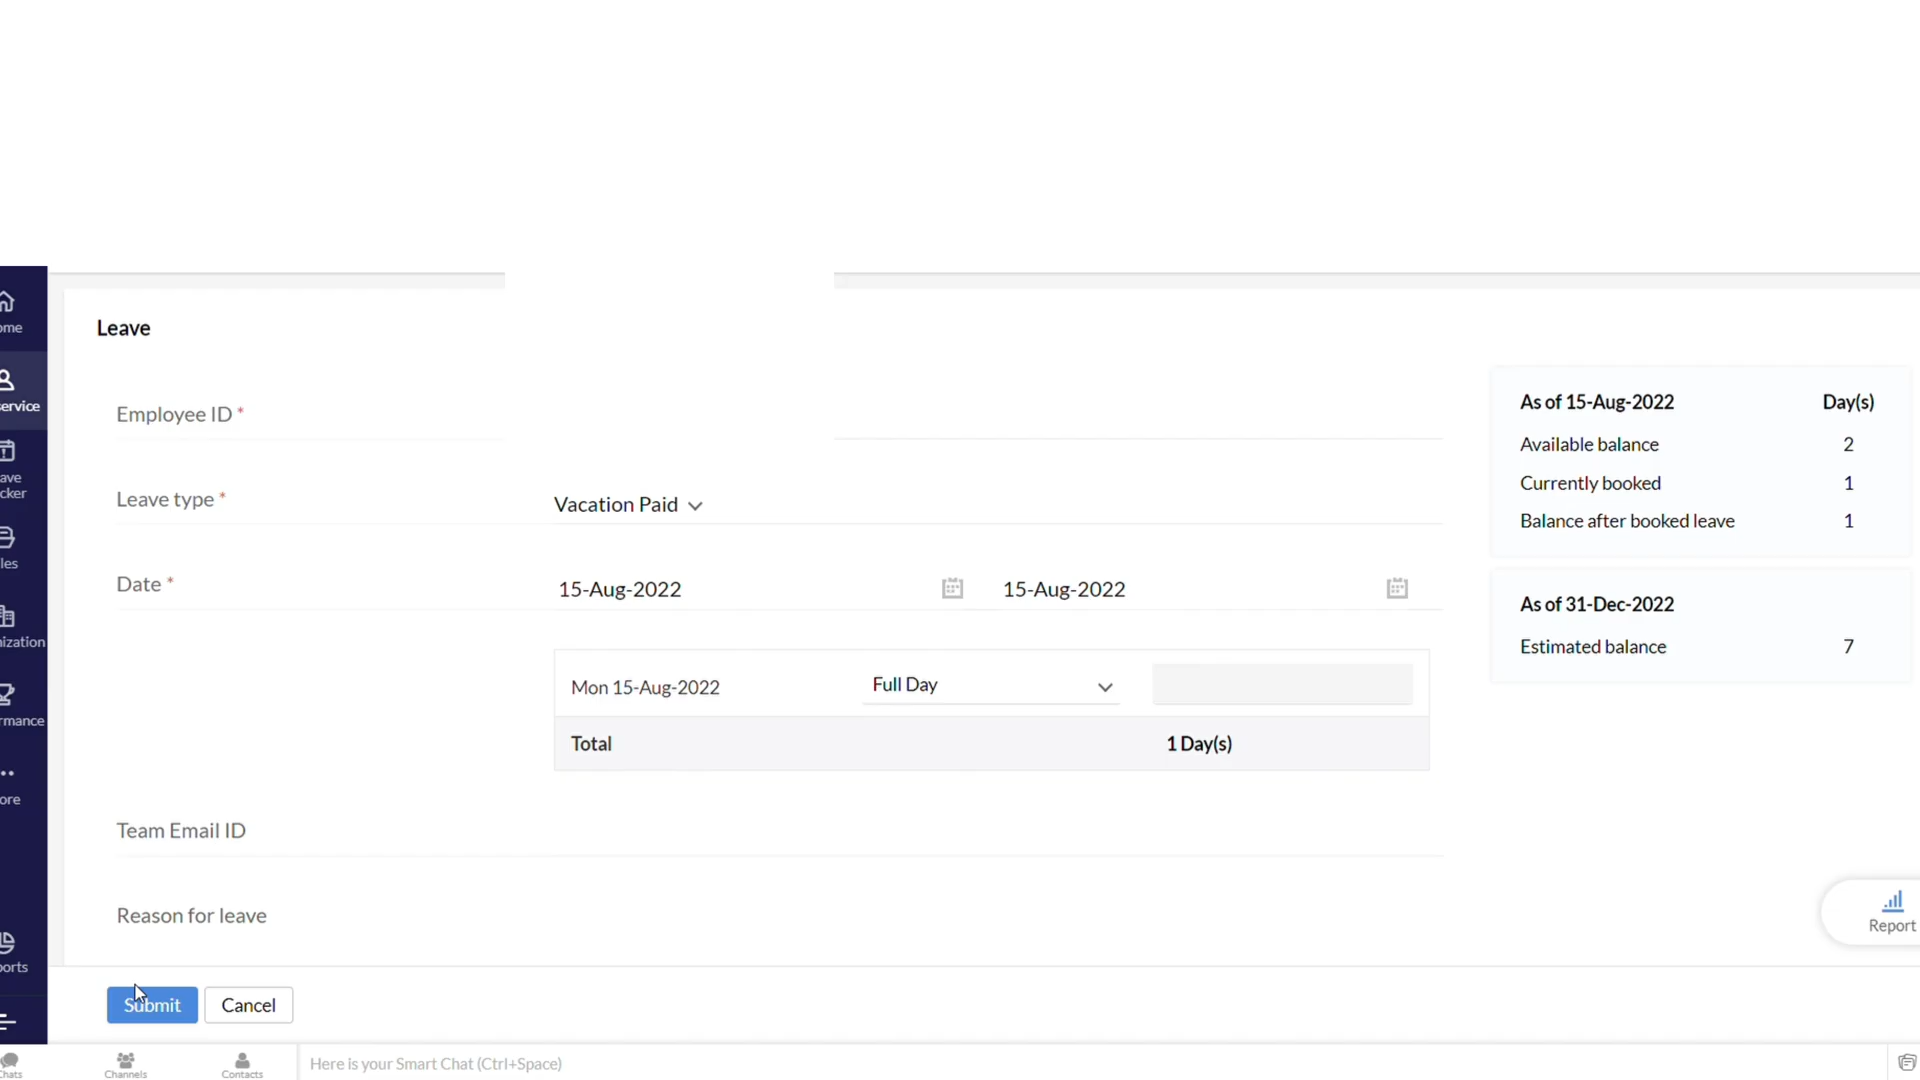 ome
ervice
ave
cker
les
nization
rmance
ore
ports
Leave
Employee ID *
Leave type *
Vacation Paid
Date *
15-Aug-2022
15-Aug-2022
Mon 15-Aug-2022
Full Day
Total
1 Day(s)
Team Email ID
Reason for leave
As of 15-Aug-2022
Day(s)
Available balance
2
Currently booked
1
Balance after booked leave
1
As of 31-Dec-2022
Estimated balance
7
Report
Submit
Cancel
Chats
Channels
Contacts
Here is your Smart Chat (Ctrl+Space)